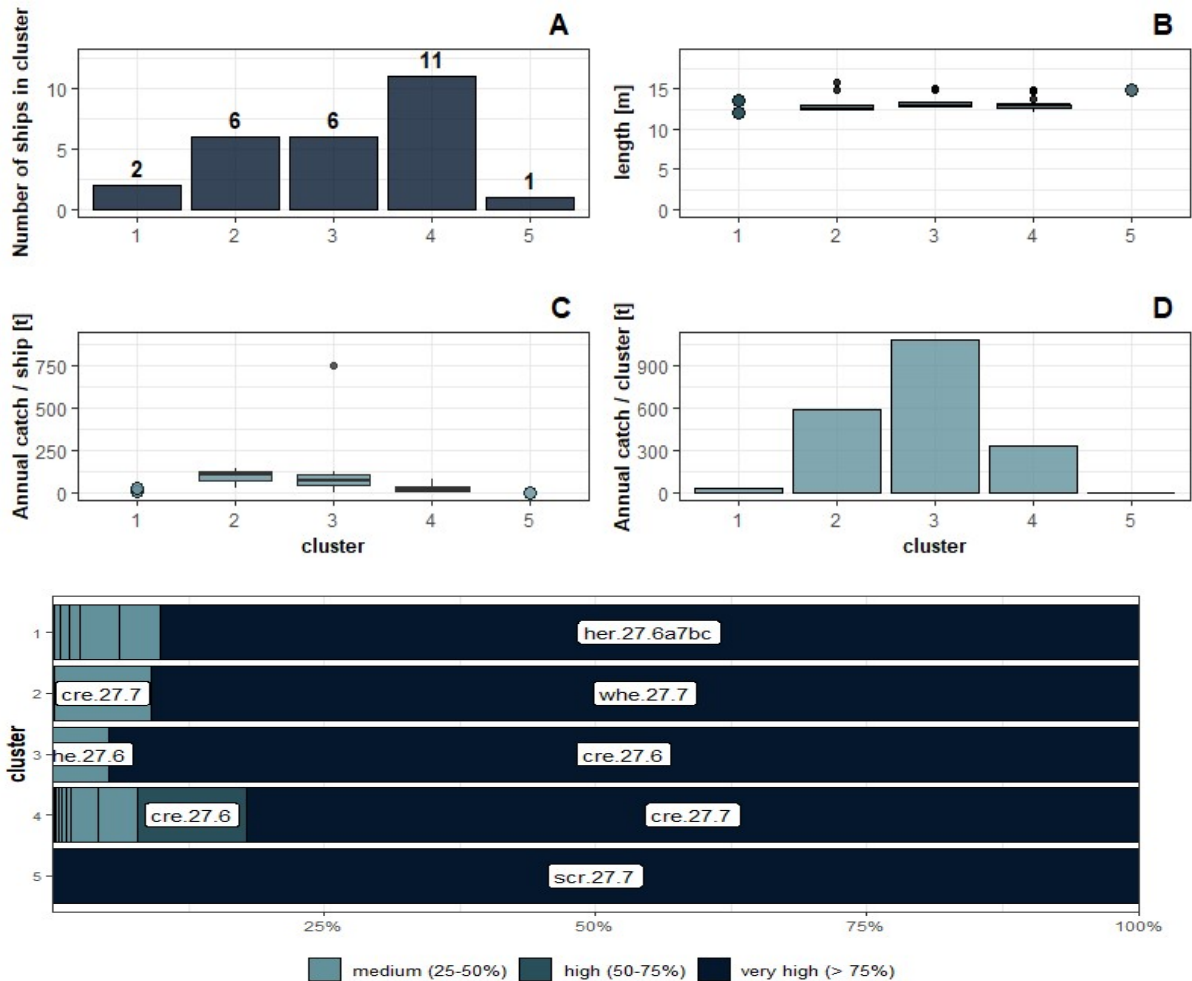 A
Number of ships in cluster
10
5
0
2
6
6
11
1
1 2 3 4 5
B
length [m]
15
10
5
0
1 2 3 4 5
C
Annual catch / ship [t]
750
500
250
0
1 2 3 4 5
cluster
D
Annual catch / cluster [t]
900
600
300
0
1 2 3 4 5
cluster
cluster
1 her.27.6a7bc
2 cre.27.7 whe.27.7
3 he.27.6 cre.27.6
4 cre.27.6 cre.27.7
5 scr.27.7
25% 50% 75% 100%
medium (25-50%) high (50-75%) very high (> 75%)